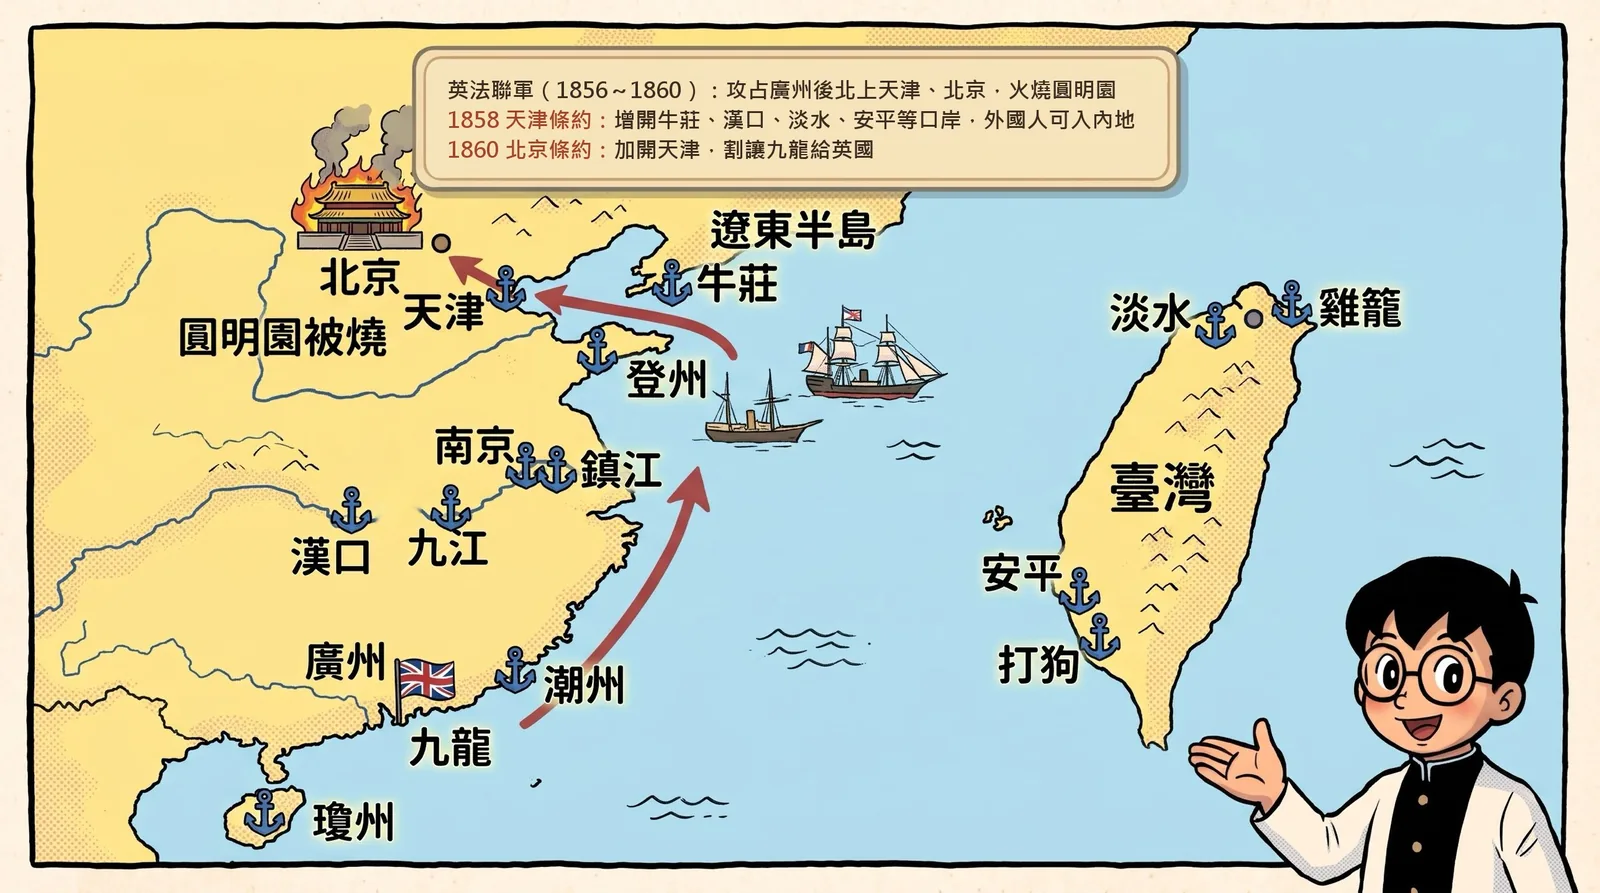 英法聯軍（1856~1860）：攻占廣州後北上天津、北京，火燒圓明園
1858 天津條約：增開牛莊、漢口、淡水、安平等口岸，外國人可入內地
1860 北京條約：加開天津，割讓九龍給英國
遼東半島
北京
天津
牛莊
圓明園被燒
登州
淡水
雞籠
南京
鎮江
漢口
九江
臺灣
安平
打狗
廣州
潮州
九龍
瓊州